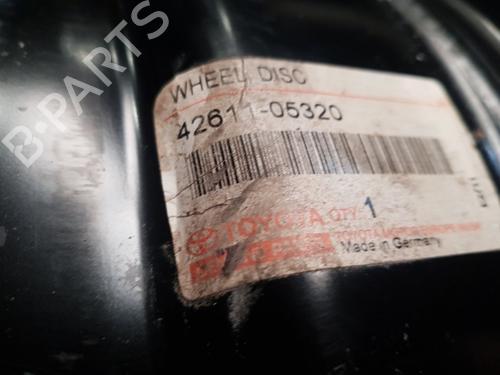 WHEEL, DISC
42611-05320
TOYOTA QTY. 1
Made in Germany
B-PARTS